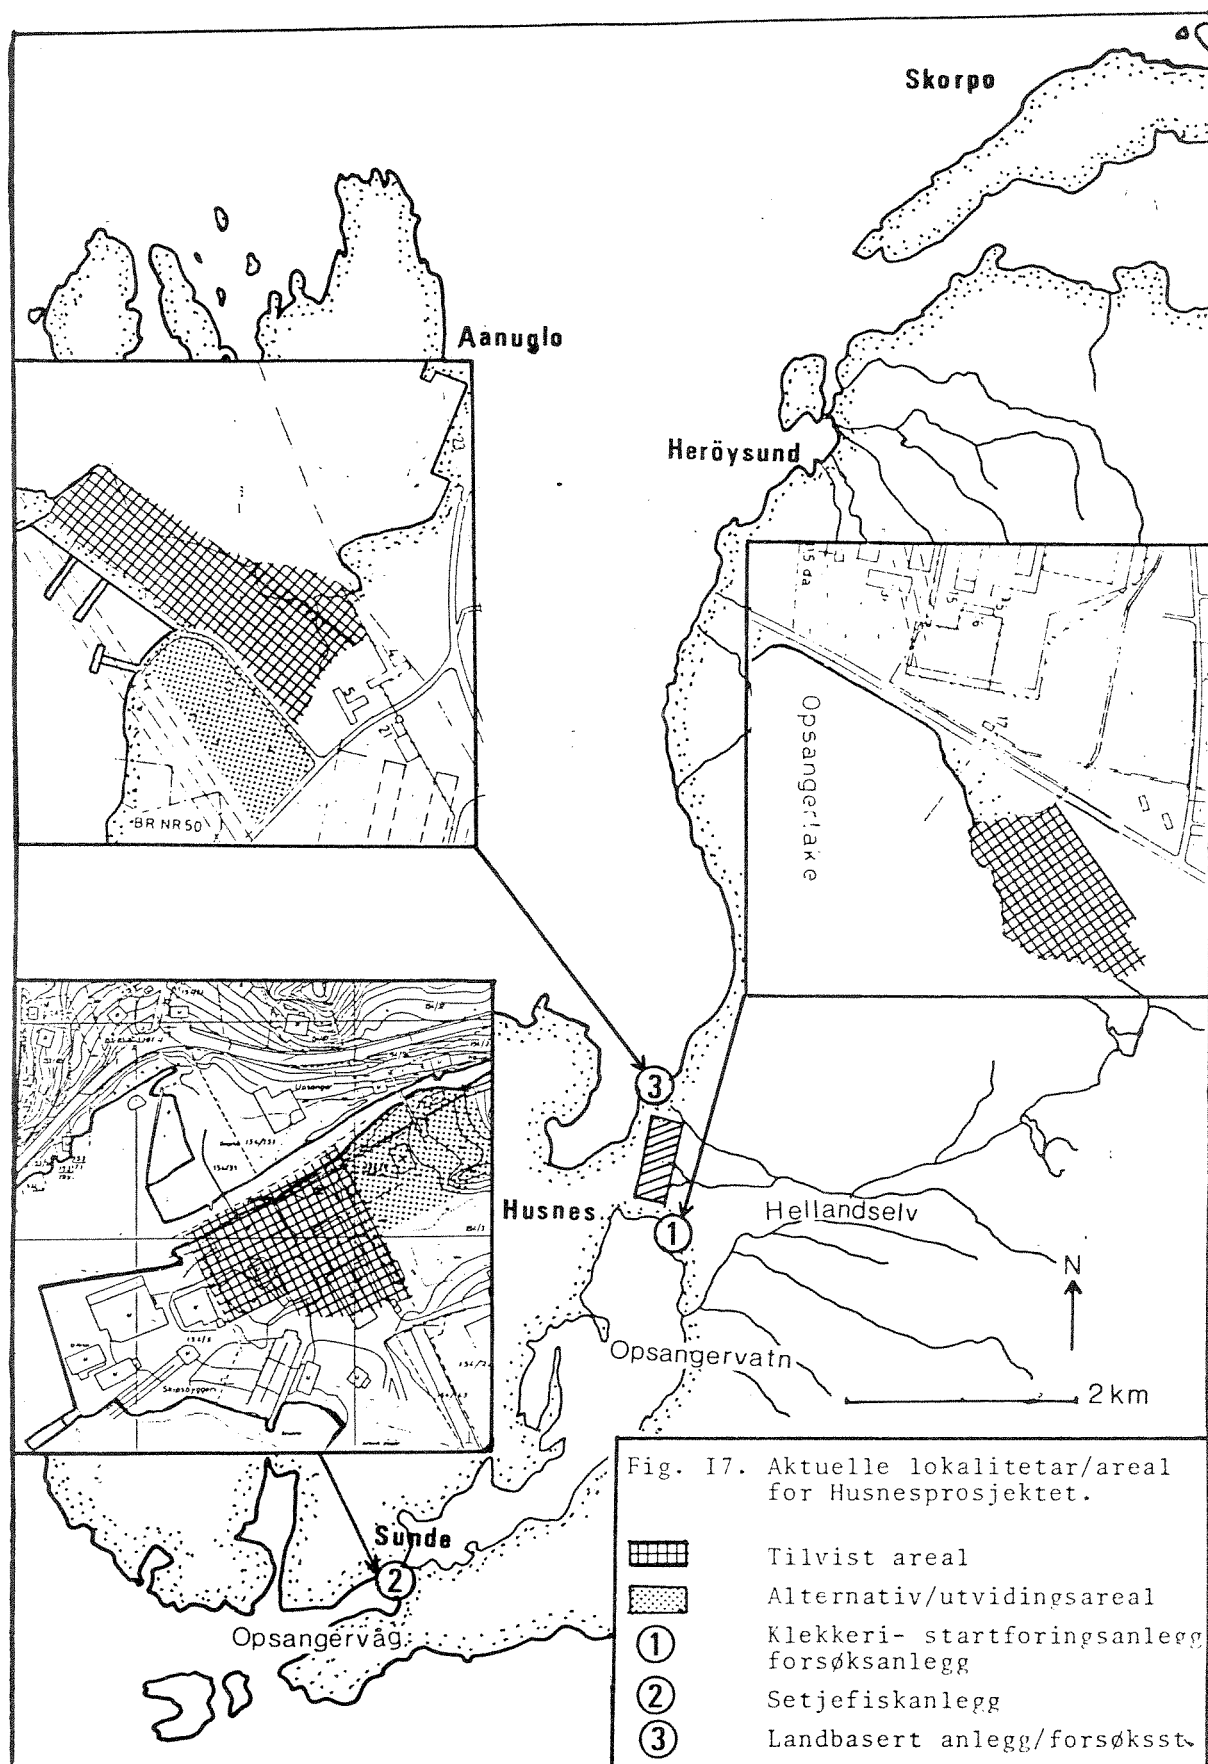 Skorpo
Aanuglo
Heröysund
BR NR 50
Opsangerlake
Husnes
Hellandselv
N
Opsangervatn
2 km
Sunde
Opsangervåg
3
1
2
Fig. I7. Aktuelle lokalitetar/areal
for Husnesprosjektet.
Tilvist areal
Alternativ/utvidingsareal
1 Klekkeri- startforingsanlegg
forsøksanlegg
2 Setjefiskanlegg
3 Landbasert anlegg/forsøksst.